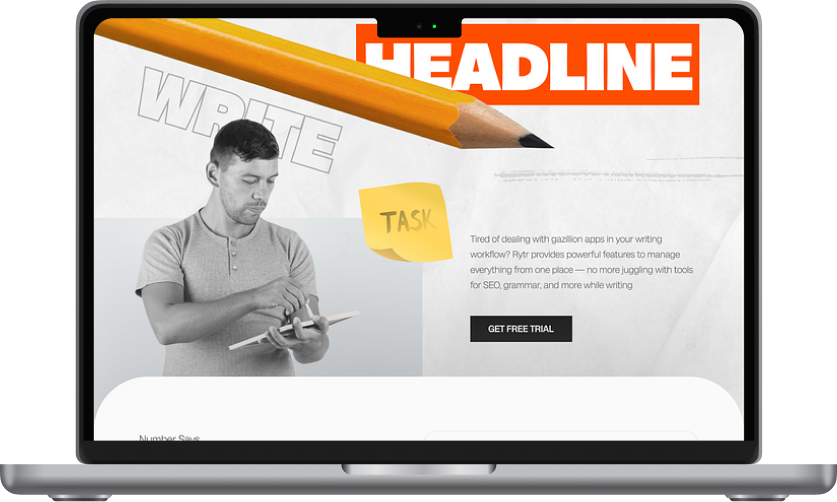 HEADLINE
WRITE
TASK
Tired of dealing with gazillion apps in your writing
workflow? Rytr provides powerful features to manage
everything from one place — no more juggling with tools
for SEO, grammar, and more while writing
GET FREE TRIAL
Number Says